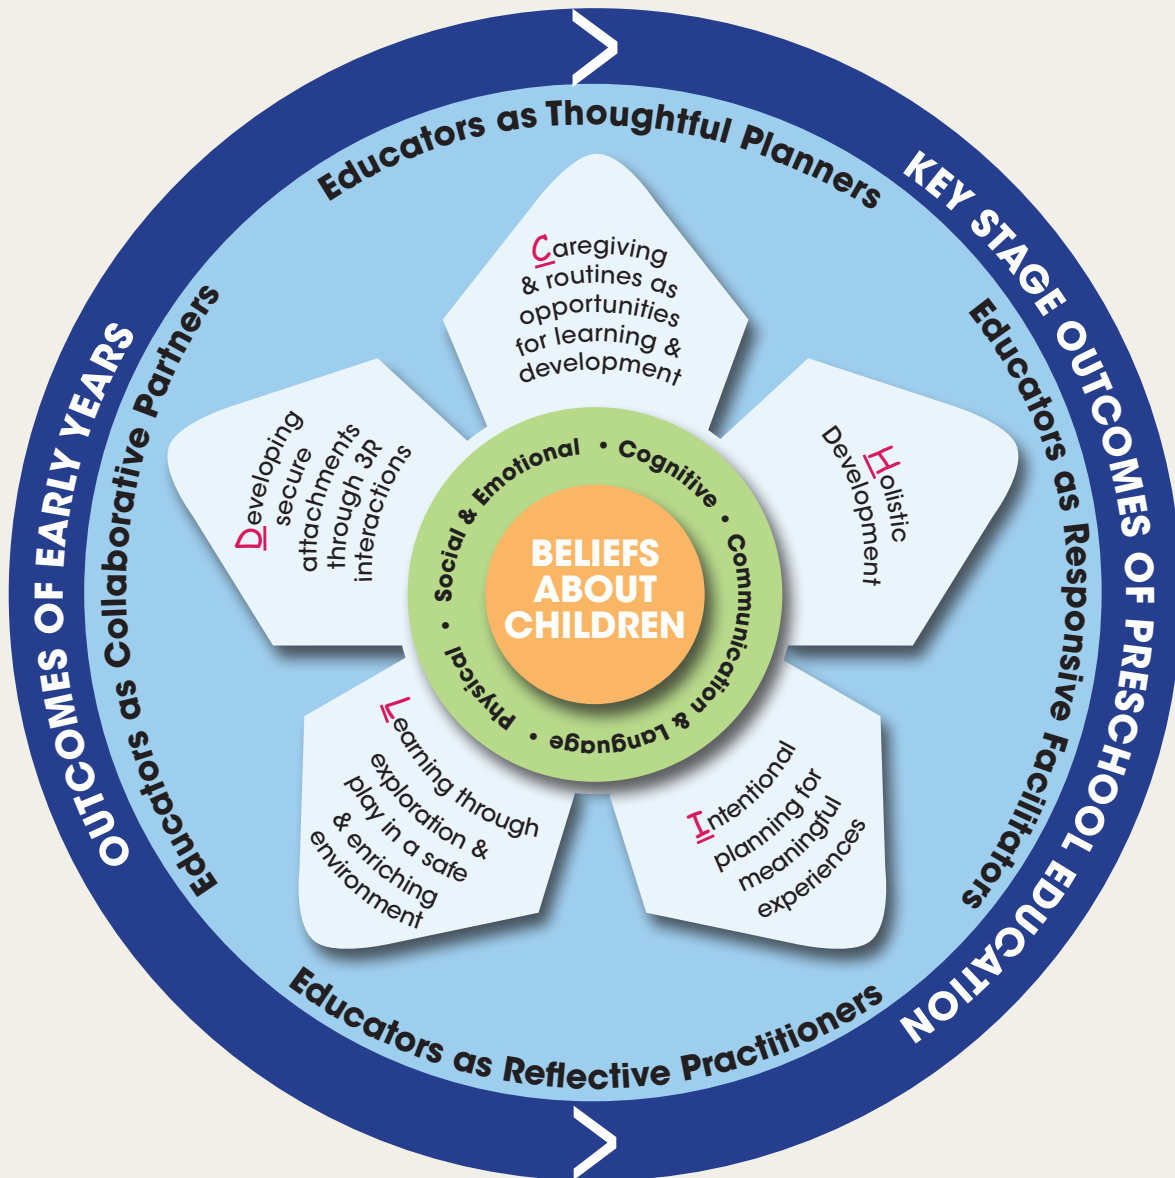 OUTCOMES OF EARLY YEARS
KEY STAGE OUTCOMES OF PRESCHOOL EDUCATION
Educators as Thoughtful Planners
Educators as Responsive Facilitators
Educators as Reflective Practitioners
Educators as Collaborative Partners
Caregiving
& routines as
opportunities
for learning &
development
Holistic
Development
Intentional
planning for
meaningful
experiences
Learning through
exploration &
play in a safe
& enriching
environment
Developing
secure
attachments
through 3R
interactions
Social & Emotional • Cognitive • Communication & Language • Physical •
BELIEFS
ABOUT
CHILDREN